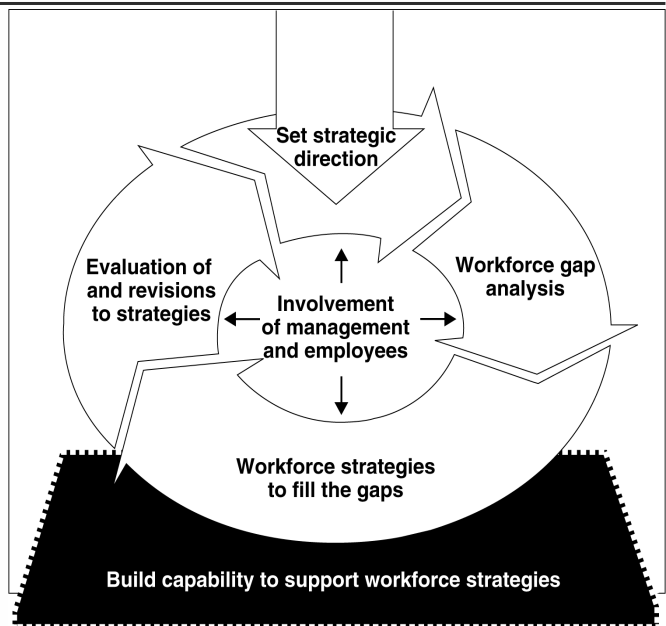 Set strategic
direction
Workforce gap
analysis
Evaluation of
and revisions
to strategies
Involvement
of management
and employees
Workforce strategies
to fill the gaps
Build capability to support workforce strategies